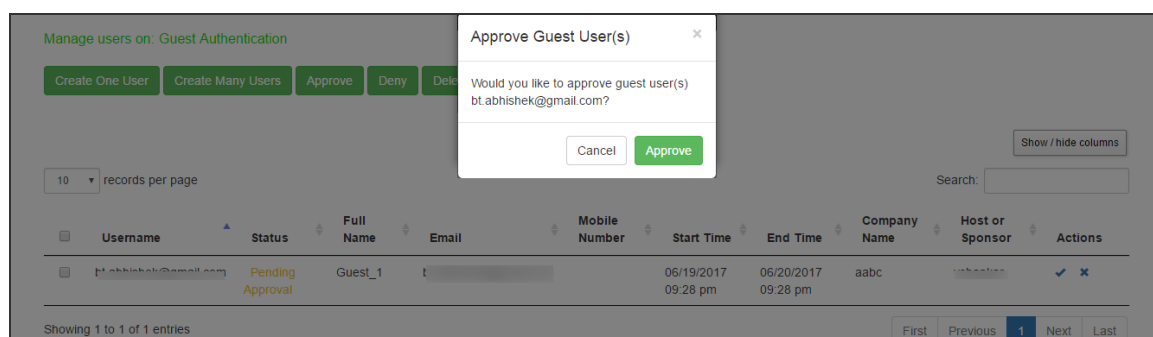 Manage users on: Guest Authentication
Approve Guest User(s) ×
Create One User Create Many Users Approve Deny
Would you like to approve guest user(s)
bt.abhishek@gmail.com?
Cancel Approve
Show / hide columns
10 records per page Search:
Username Status Full Name Email Mobile Number Start Time End Time Company Name Host or Sponsor Actions
Pending Approval Guest_1 06/19/2017 09:28 pm 06/20/2017 09:28 pm aabc
Showing 1 to 1 of 1 entries First Previous 1 Next Last